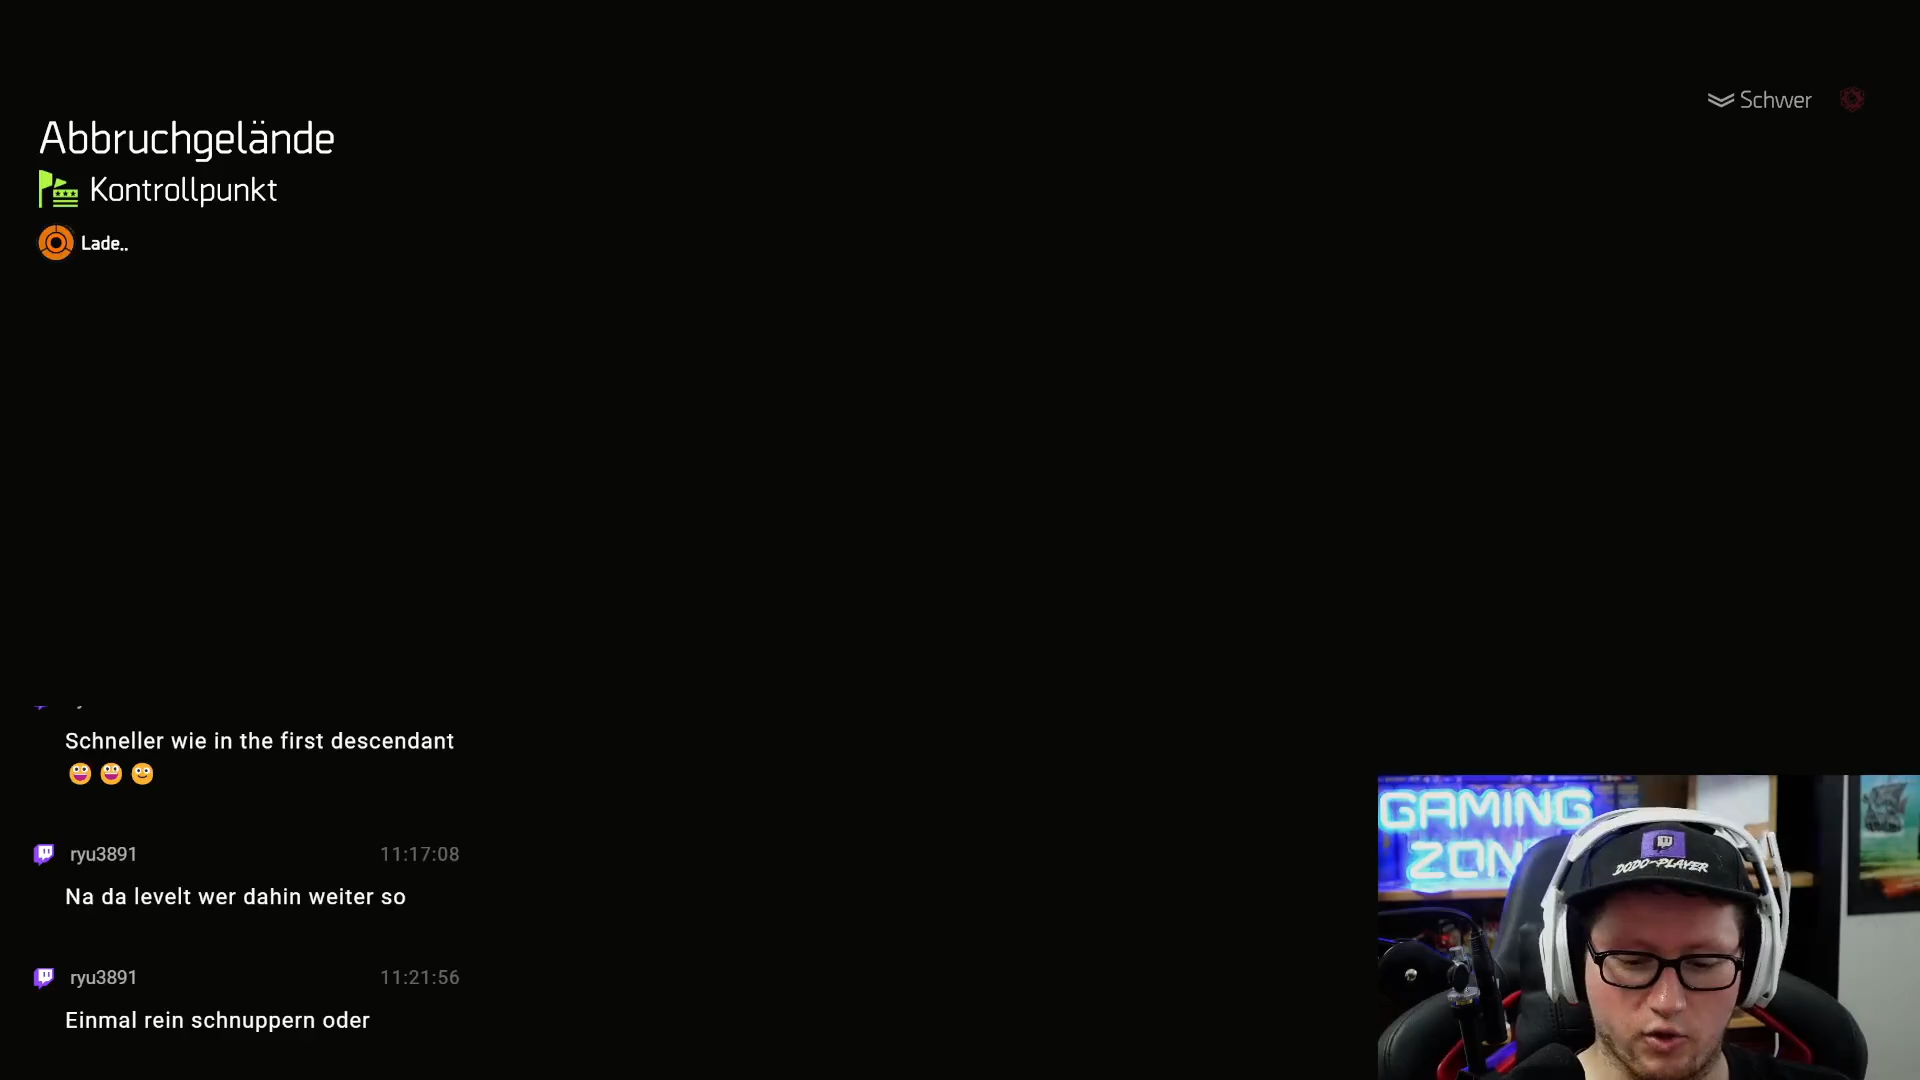 Schwer
Abbruchgelände
Kontrollpunkt
Lade..
Schneller wie in the first descendant
ryu3891 11:17:08
Na da levelt wer dahin weiter so
ryu3891 11:21:56
Einmal rein schnuppern oder
GAMING
ZON
DODO-PLAYER